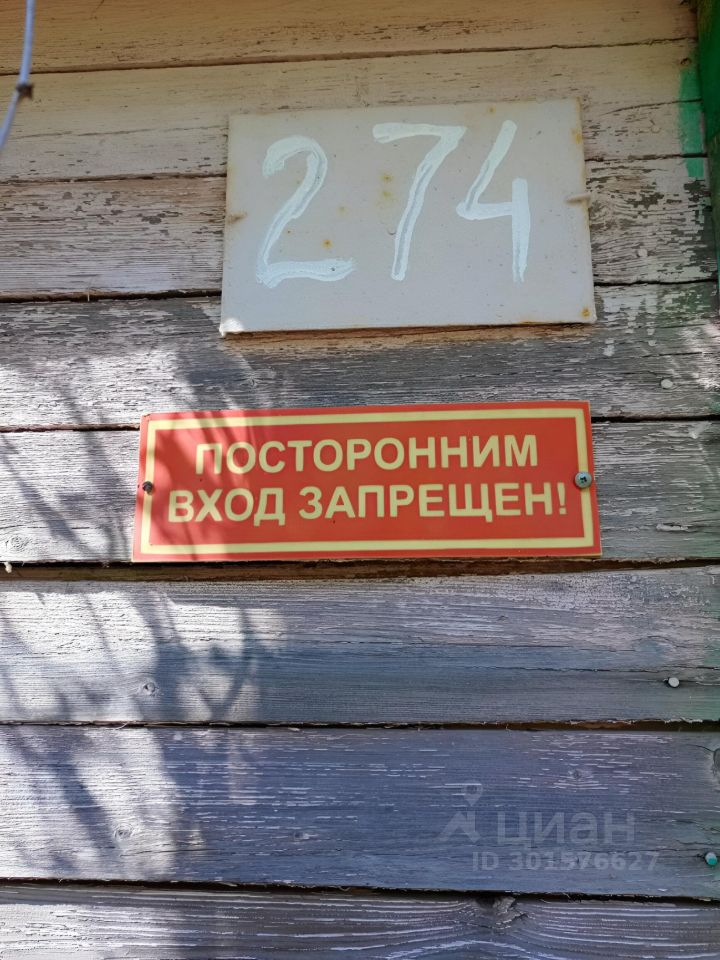 274
ПОСТОРОННИМ
ВХОД ЗАПРЕЩЕН!
циан
ID 301576627